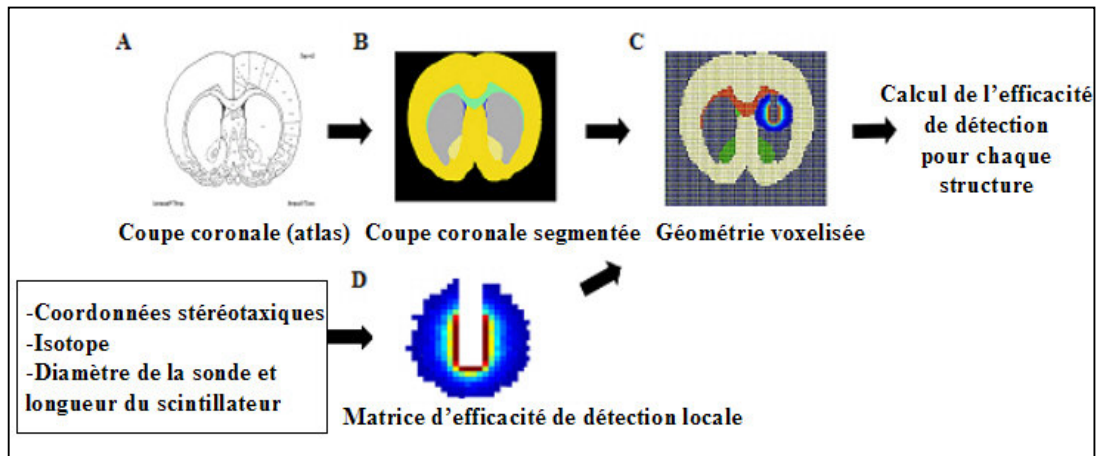 A
B
C
Calcul de l'efficacité
de détection
pour chaque
structure
Coupe coronale (atlas)
Coupe coronale segmentée
Géométrie voxelisée
D
-Coordonnées stéréotaxiques
-Isotope
-Diamètre de la sonde et
longueur du scintillateur
Matrice d'efficacité de détection locale